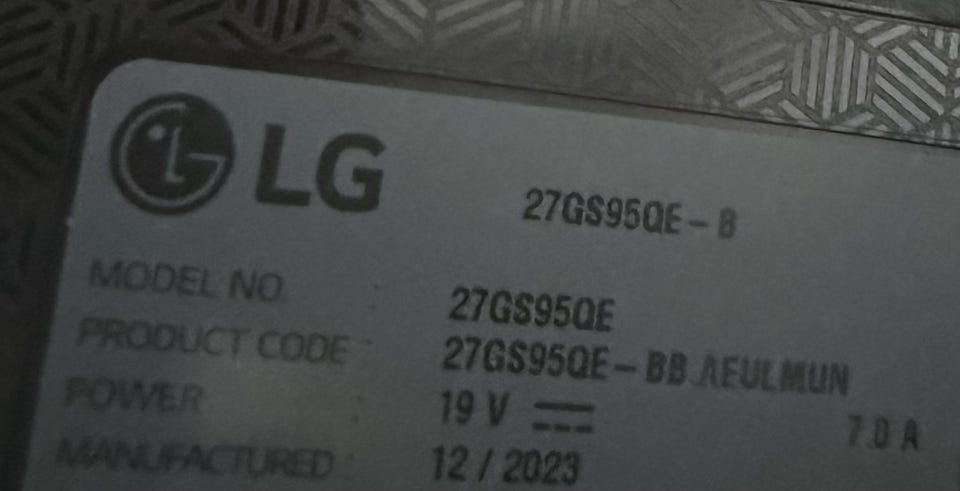 LG 27GS95QE - B
MODEL NO. : 27GS95QE
PRODUCT CODE : 27GS95QE - BB.AEULMUN
POWER : 19 V 7.0 A
MANUFACTURED : 12 / 2023